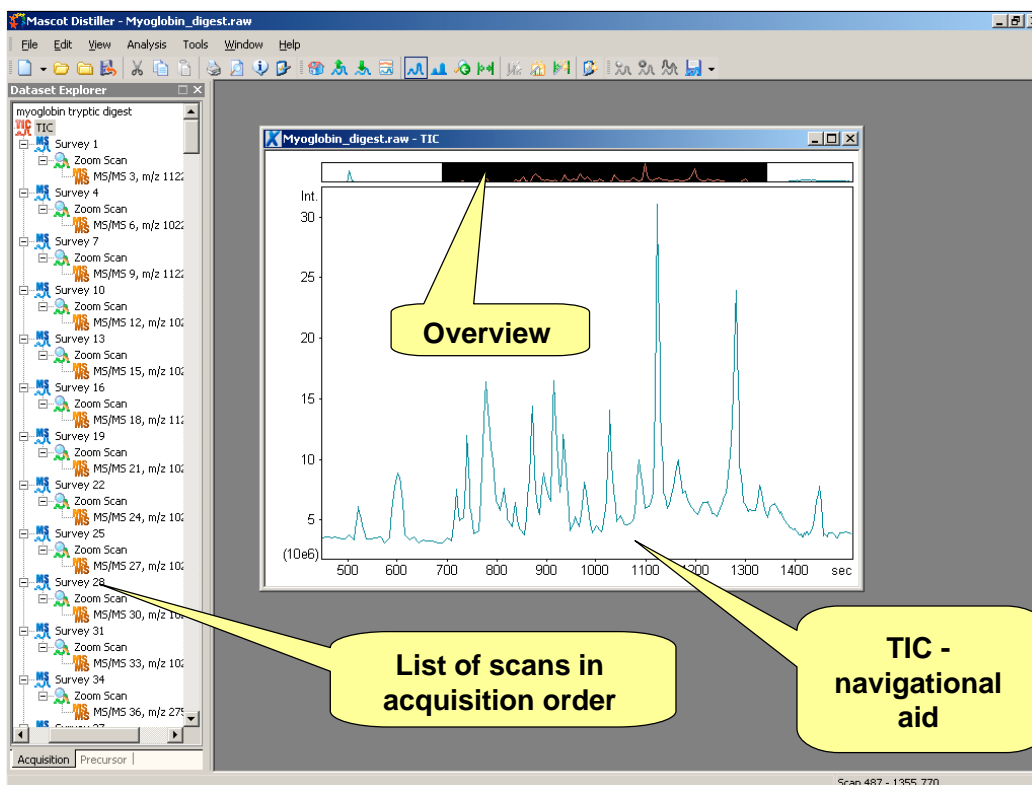 Mascot Distiller - Myoglobin_digest.raw
File Edit View Analysis Tools Window Help
Dataset Explorer
myoglobin tryptic digest
TIC
Survey 1
Zoom Scan
MS/MS 3, m/z 1122
Survey 4
Zoom Scan
MS/MS 6, m/z 1022
Survey 7
Zoom Scan
MS/MS 9, m/z 1122
Survey 10
Zoom Scan
MS/MS 12, m/z 102
Survey 13
Zoom Scan
MS/MS 15, m/z 102
Survey 16
Zoom Scan
MS/MS 18, m/z 112
Survey 19
Zoom Scan
MS/MS 21, m/z 102
Survey 22
Zoom Scan
MS/MS 24, m/z 102
Survey 25
Zoom Scan
MS/MS 27, m/z 102
Survey 28
Zoom Scan
MS/MS 30, m/z
Survey 31
Zoom Scan
MS/MS 33, m/z 102
Survey 34
Zoom Scan
MS/MS 36, m/z 275
Acquisition Precursor
Myoglobin_digest.raw - TIC
Int.
30
25
20
15
10
5
(10e6)
500 600 700 800 900 1000 1100 1200 1300 1400 sec
Overview
List of scans in
acquisition order
TIC -
navigational
aid
Scan 487 - 1355.770